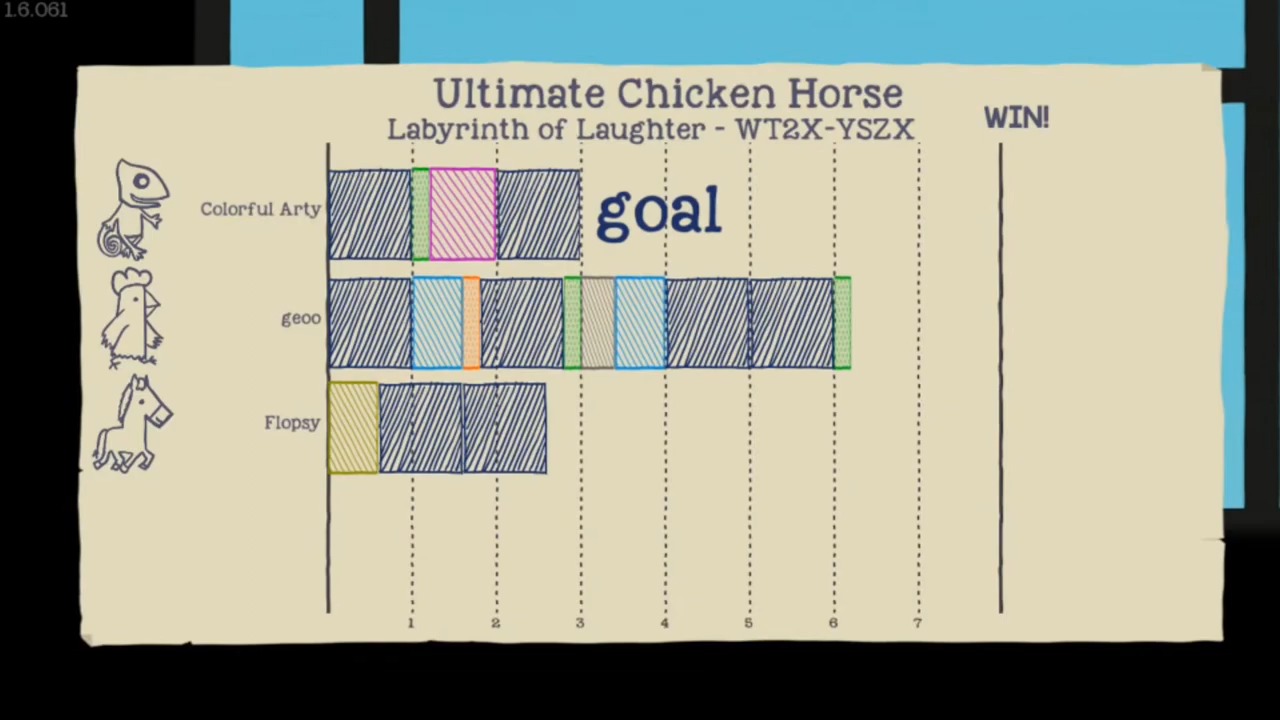 1.6.061
Ultimate Chicken Horse
Labyrinth of Laughter - WT2X-YSZX
WIN!
Colorful Arty
goal
geoo
Flopsy
1 2 3 4 5 6 7